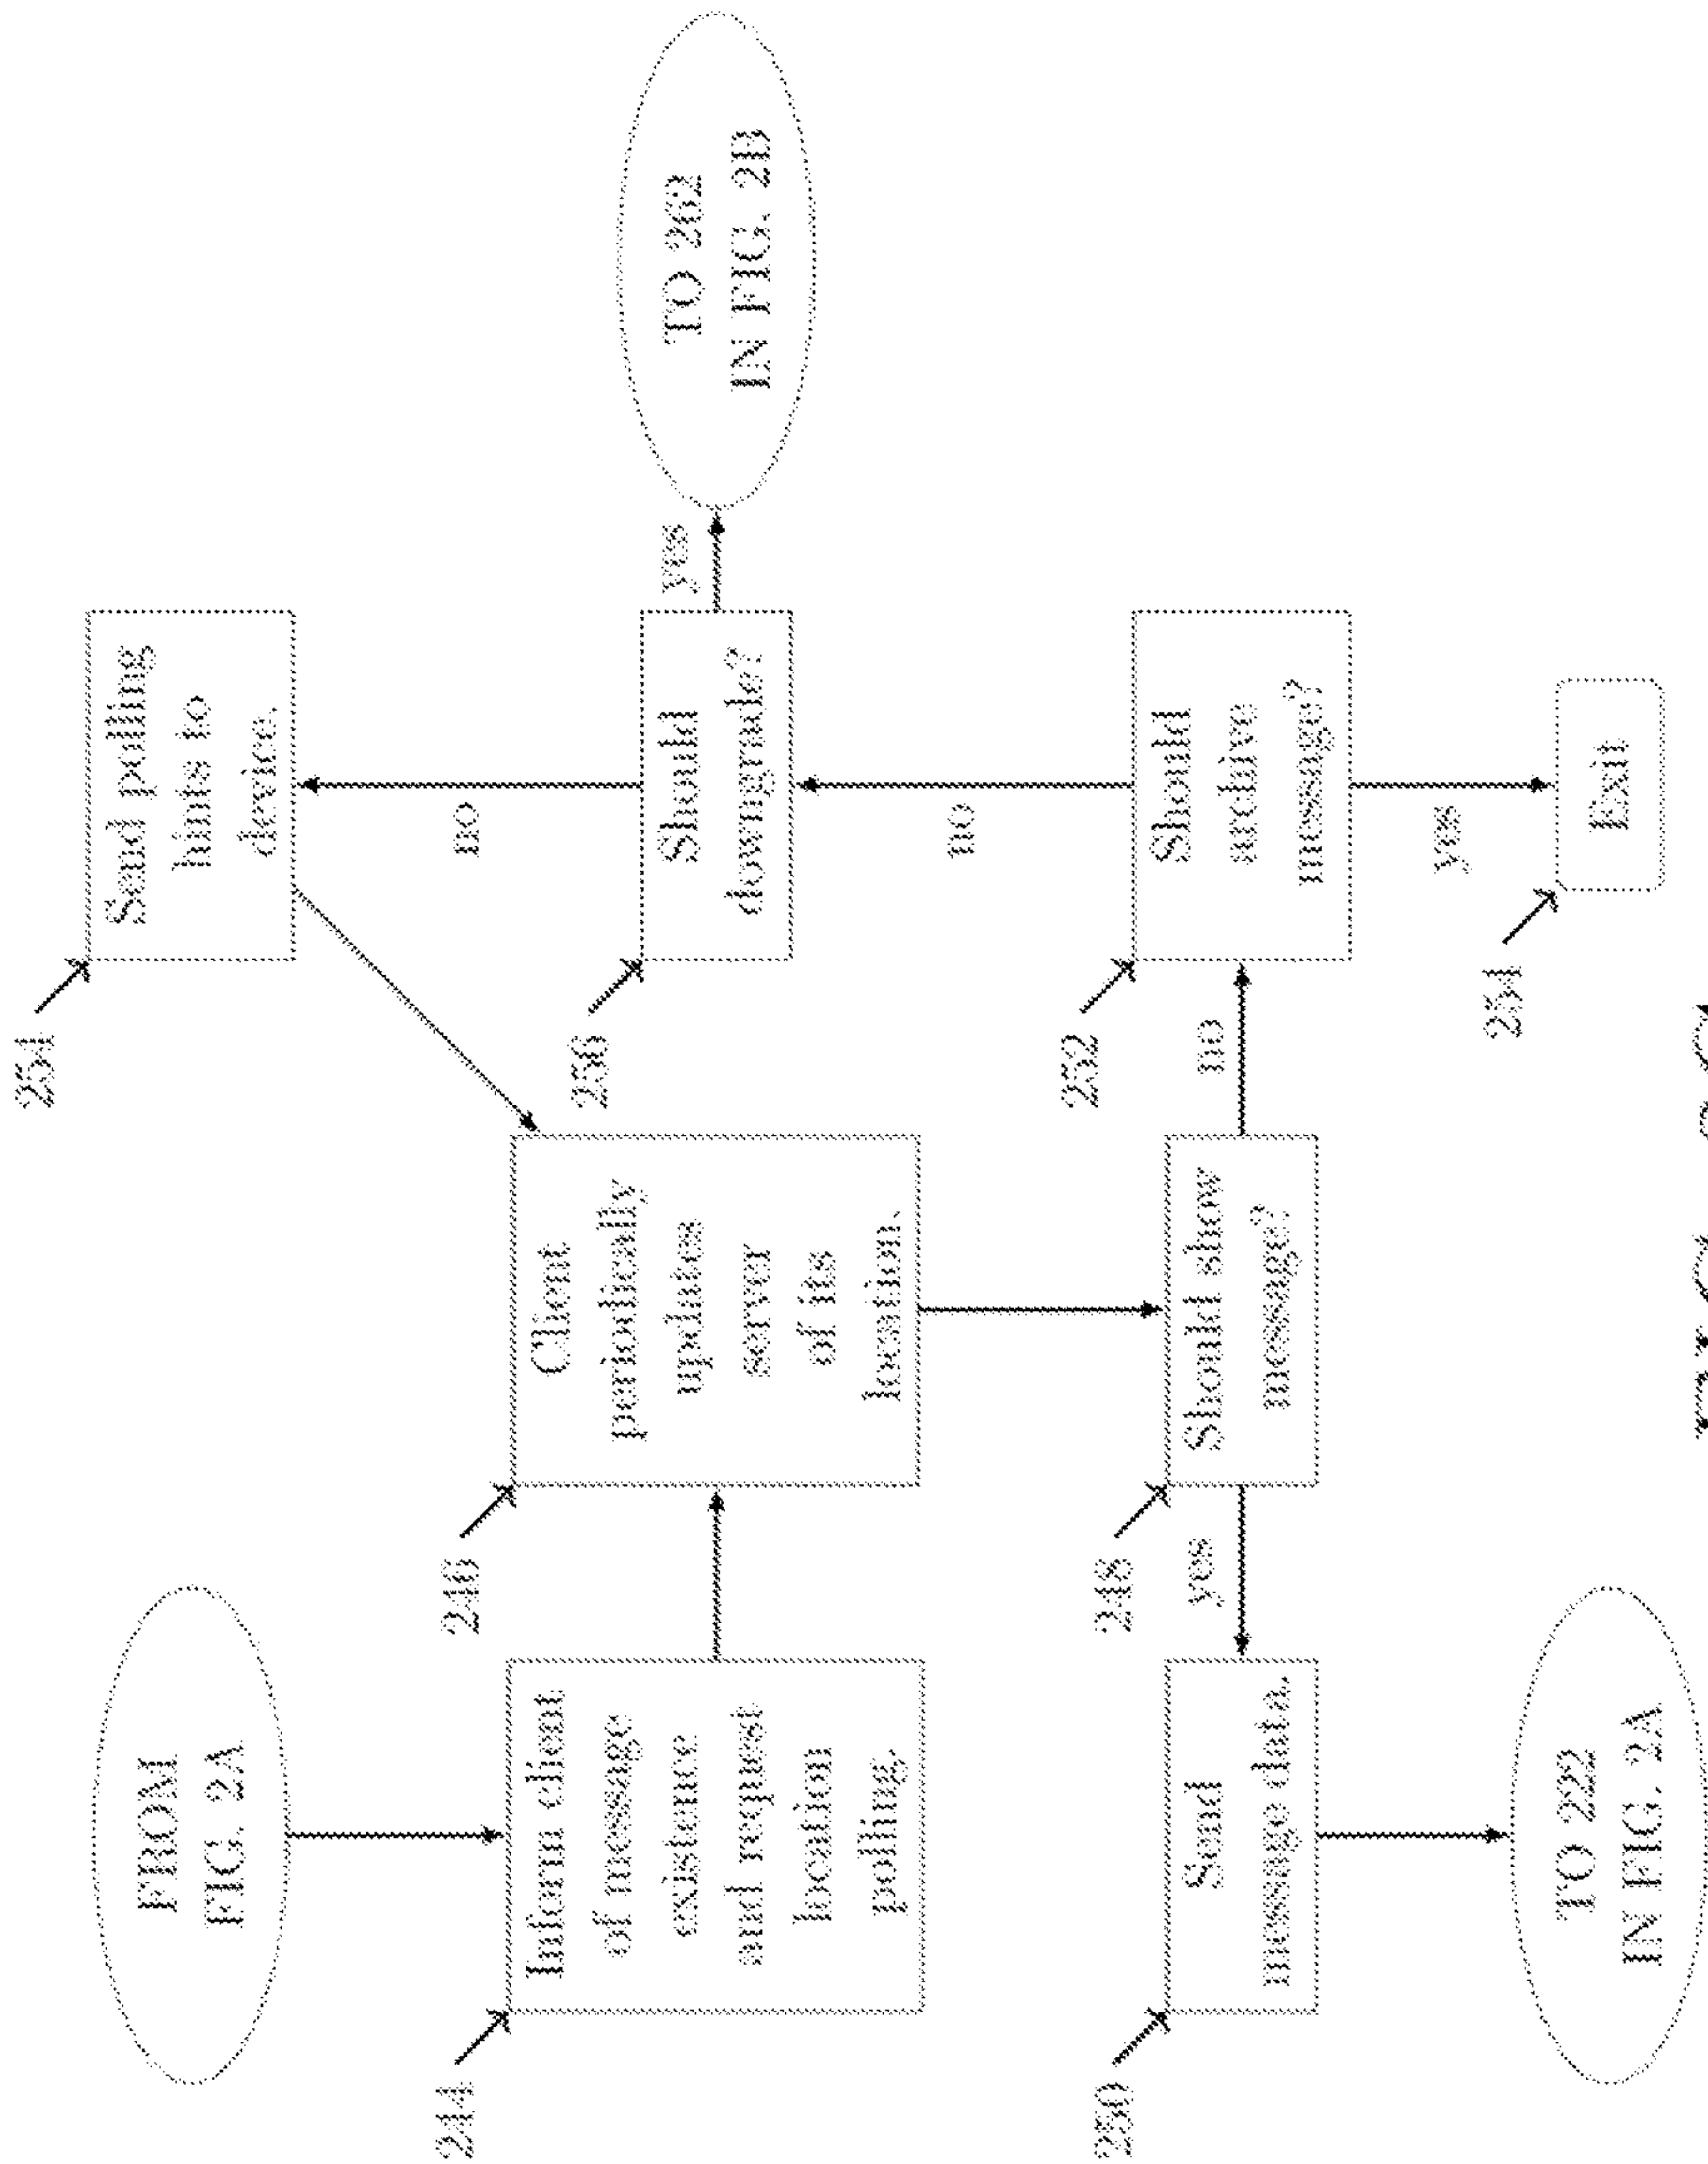 FROM
FIG. 2A
244
Inform client
of message
existence
and request
location
polling.
246
Client
periodically
updates
server
of its
location.
254
Send polling
hints to
device.
no
256
Should
downgrade?
yes
TO 262
IN FIG. 2B
no
248
Should show
message?
yes
no
252
Should
archive
message?
yes
254
Exit
250
Send
message data.
TO 222
IN FIG. 2A